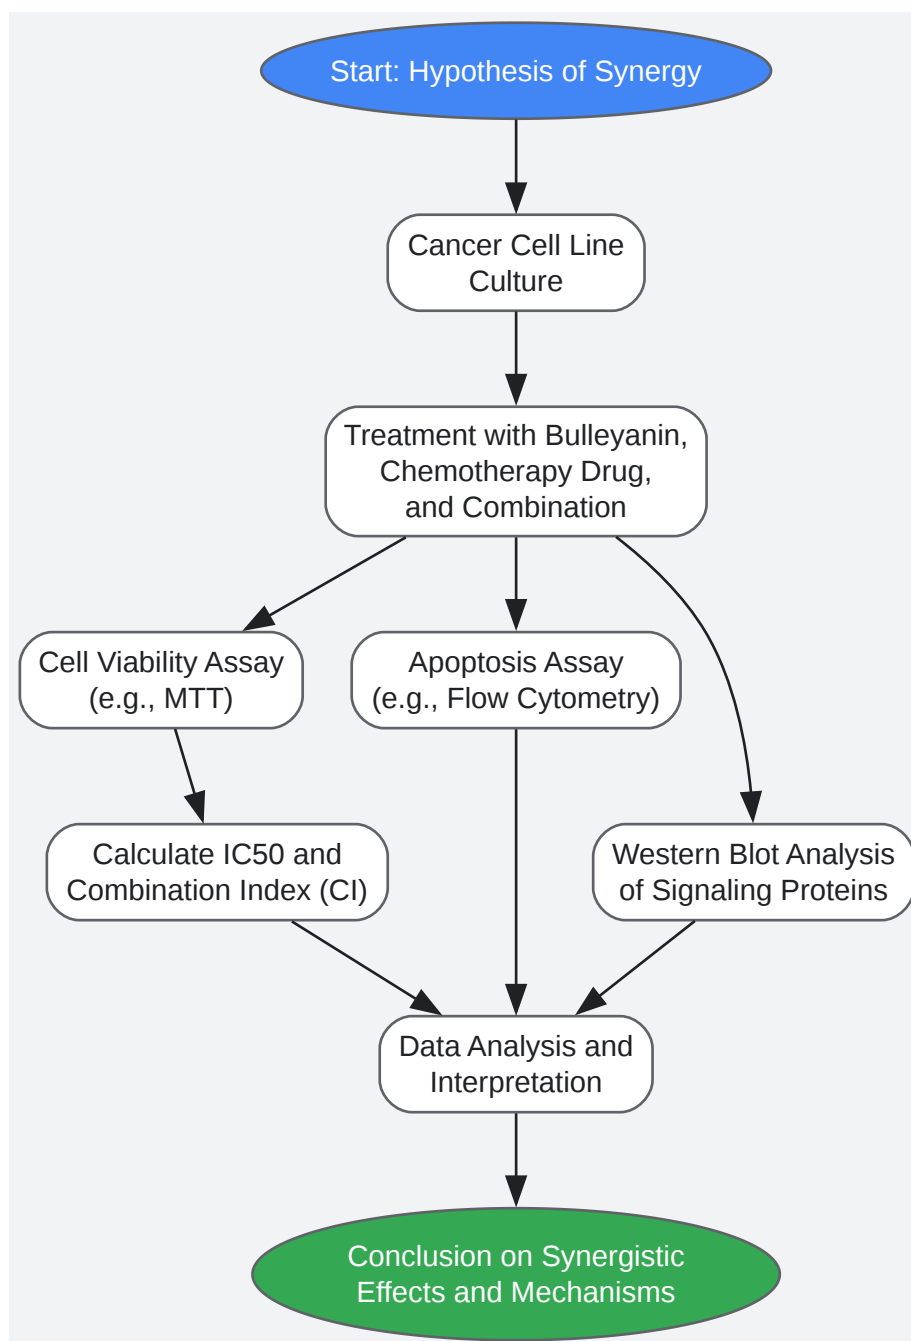 Start: Hypothesis of Synergy
Cancer Cell Line
Culture
Treatment with Bulleyanin,
Chemotherapy Drug,
and Combination
Cell Viability Assay
(e.g., MTT)
Apoptosis Assay
(e.g., Flow Cytometry)
Calculate IC50 and
Combination Index (CI)
Western Blot Analysis
of Signaling Proteins
Data Analysis and
Interpretation
Conclusion on Synergistic
Effects and Mechanisms